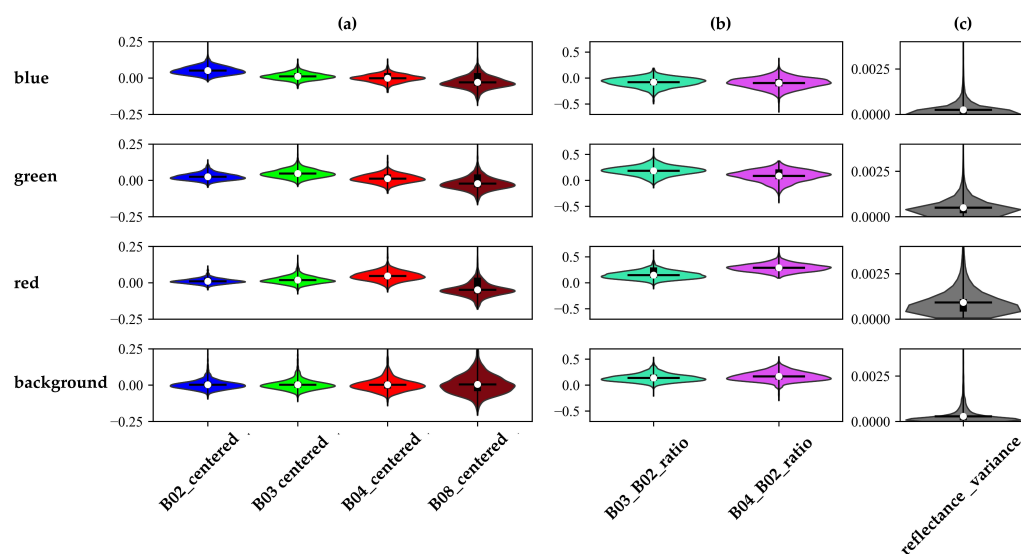 (a) (b) (c)
blue
0.25
0.00
−0.25
0.5
0.0
−0.5
0.0025
0.0000
green
0.25
0.00
−0.25
0.5
0.0
−0.5
0.0025
0.0000
red
0.25
0.00
−0.25
0.5
0.0
−0.5
0.0025
0.0000
background
0.25
0.00
−0.25
0.5
0.0
−0.5
0.0025
0.0000
B02_centered
B03 centered
B04_centered
B08_centered
B03_B02_ratio
B04_B02_ratio
reflectance_variance